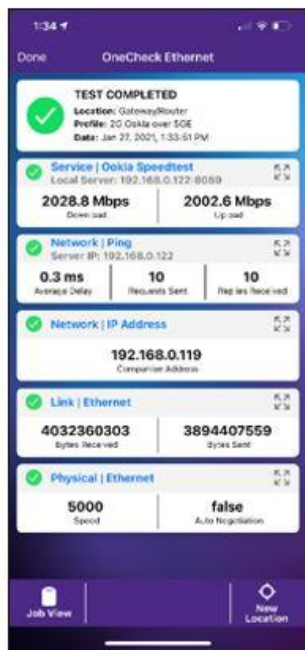 1:34
Done OneCheck Ethernet
TEST COMPLETED
Location: Gateway/Router
Profile: 2G Ookla over 5GE
Date: Jan 27, 2021, 1:33:51 PM
Service | Ookla Speedtest
Local Server: 192.168.0.122:8080
2028.8 Mbps 2002.6 Mbps
Download Upload
Network | Ping
Server IP: 192.168.0.122
0.3 ms 10 10
Average Delay Requests Sent Replies Received
Network | IP Address
192.168.0.119
Companion Address
Link | Ethernet
4032360303 3894407559
Bytes Received Bytes Sent
Physical | Ethernet
5000 false
Speed Auto Negotiation
Job View New
Location